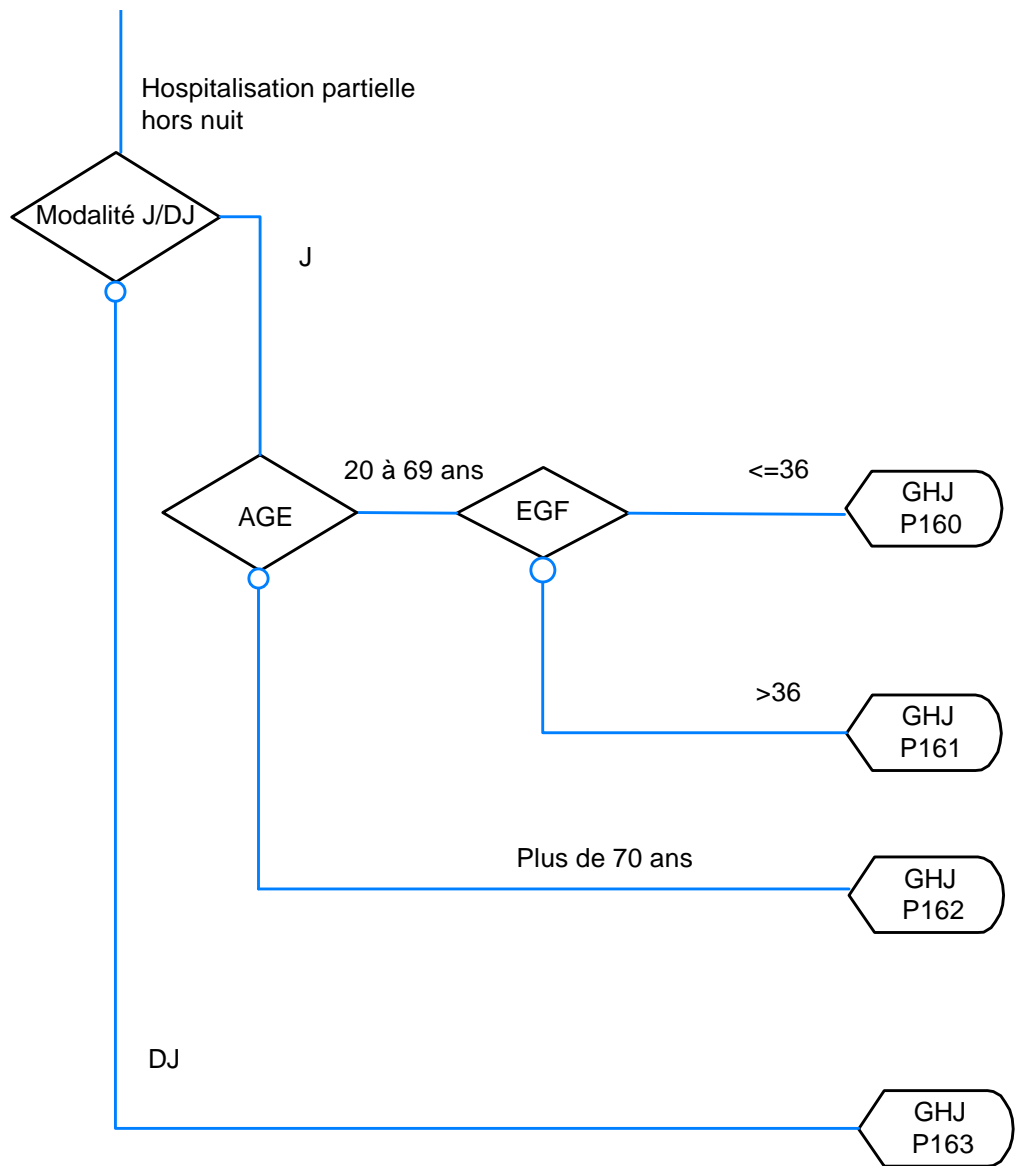 Hospitalisation partielle
hors nuit
Modalité J/DJ
J
20 à 69 ans
<=36
AGE
EGF
GHJ
P160
>36
GHJ
P161
Plus de 70 ans
GHJ
P162
DJ
GHJ
P163